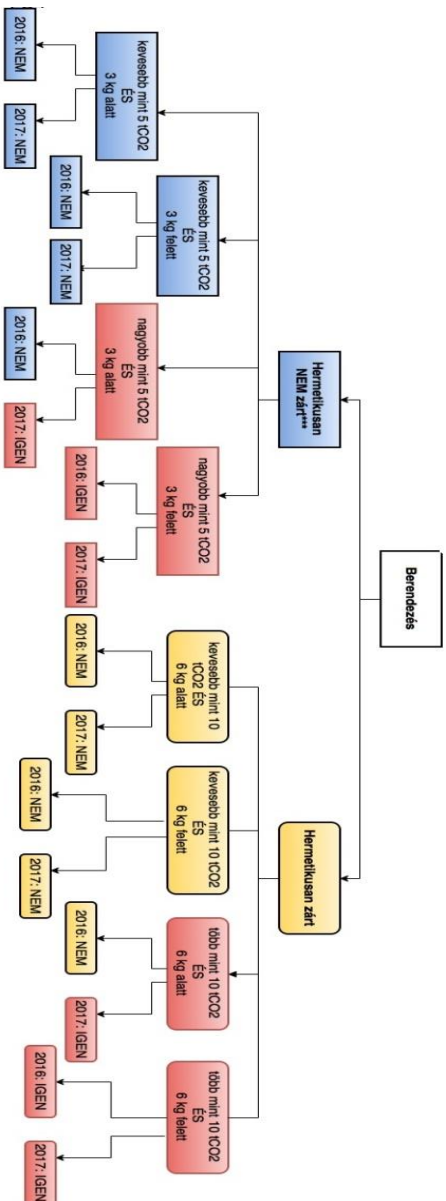 Berendezés
Hermetikusan
NEM zárt***
Hermetikusan zárt
kevesebb mint 5 tCO2
ÉS
3 kg alatt
kevesebb mint 5 tCO2
ÉS
3 kg felett
nagyobb mint 5 tCO2
ÉS
3 kg alatt
nagyobb mint 5 tCO2
ÉS
3 kg felett
kevesebb mint 10
tCO2 ÉS
6 kg alatt
kevesebb mint 10 tCO2
ÉS
6 kg felett
több mint 10 tCO2
ÉS
6 kg alatt
több mint 10 tCO2
ÉS
6 kg felett
2016: NEM
2017: NEM
2016: NEM
2017: NEM
2016: NEM
2017: IGEN
2016: IGEN
2017: IGEN
2016: NEM
2017: NEM
2016: NEM
2017: NEM
2016: NEM
2017: IGEN
2016: IGEN
2017: IGEN